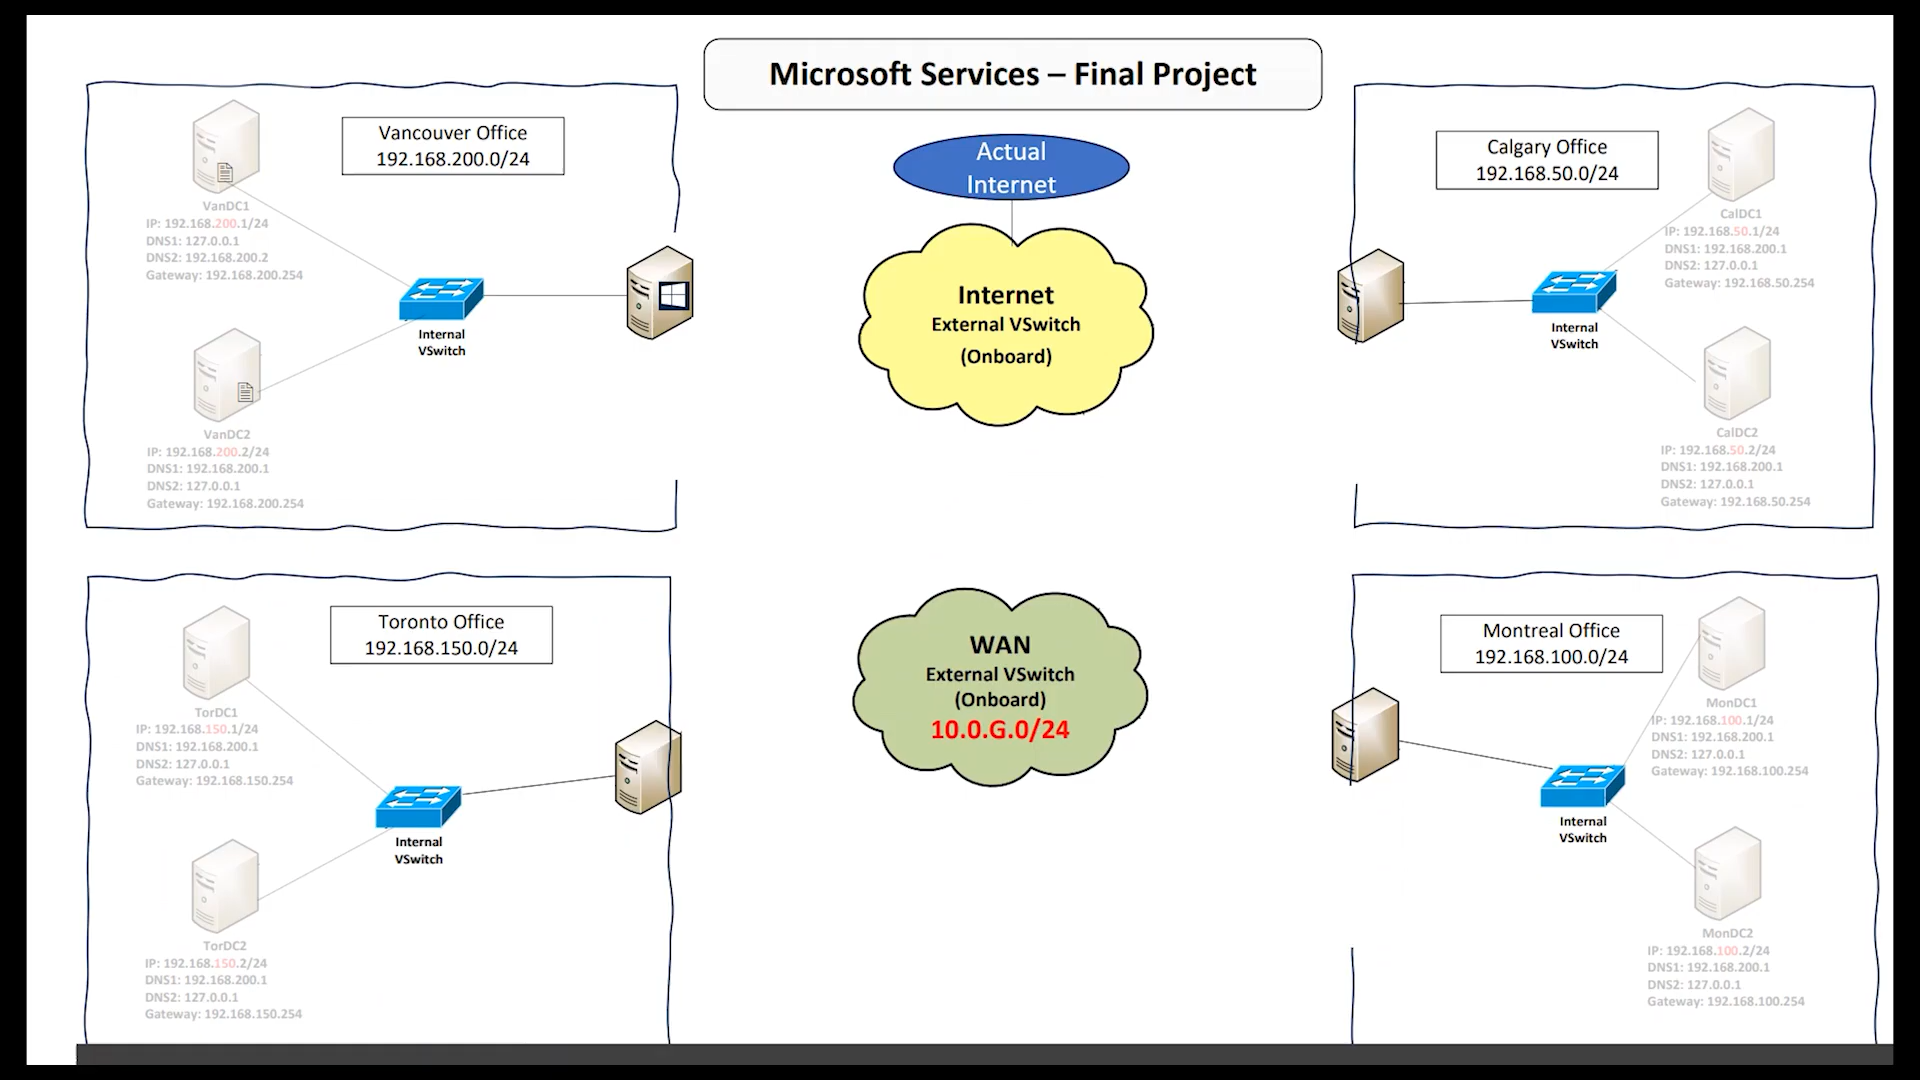 Microsoft Services – Final Project
Actual
Internet
Internet
External VSwitch
(Onboard)
WAN
External VSwitch
(Onboard)
10.0.G.0/24
Vancouver Office
192.168.200.0/24
VanDC1
IP: 192.168.200.1/24
DNS1: 127.0.0.1
DNS2: 192.168.200.2
Gateway: 192.168.200.254
Internal
VSwitch
VanDC2
IP: 192.168.200.2/24
DNS1: 192.168.200.1
DNS2: 127.0.0.1
Gateway: 192.168.200.254
Calgary Office
192.168.50.0/24
CalDC1
IP: 192.168.50.1/24
DNS1: 192.168.200.1
DNS2: 127.0.0.1
Gateway: 192.168.50.254
Internal
VSwitch
CalDC2
IP: 192.168.50.2/24
DNS1: 192.168.200.1
DNS2: 127.0.0.1
Gateway: 192.168.50.254
Toronto Office
192.168.150.0/24
TorDC1
IP: 192.168.150.1/24
DNS1: 192.168.200.1
DNS2: 127.0.0.1
Gateway: 192.168.150.254
Internal
VSwitch
TorDC2
IP: 192.168.150.2/24
DNS1: 192.168.200.1
DNS2: 127.0.0.1
Gateway: 192.168.150.254
Montreal Office
192.168.100.0/24
MonDC1
IP: 192.168.100.1/24
DNS1: 192.168.200.1
DNS2: 127.0.0.1
Gateway: 192.168.100.254
Internal
VSwitch
MonDC2
IP: 192.168.100.2/24
DNS1: 192.168.200.1
DNS2: 127.0.0.1
Gateway: 192.168.100.254